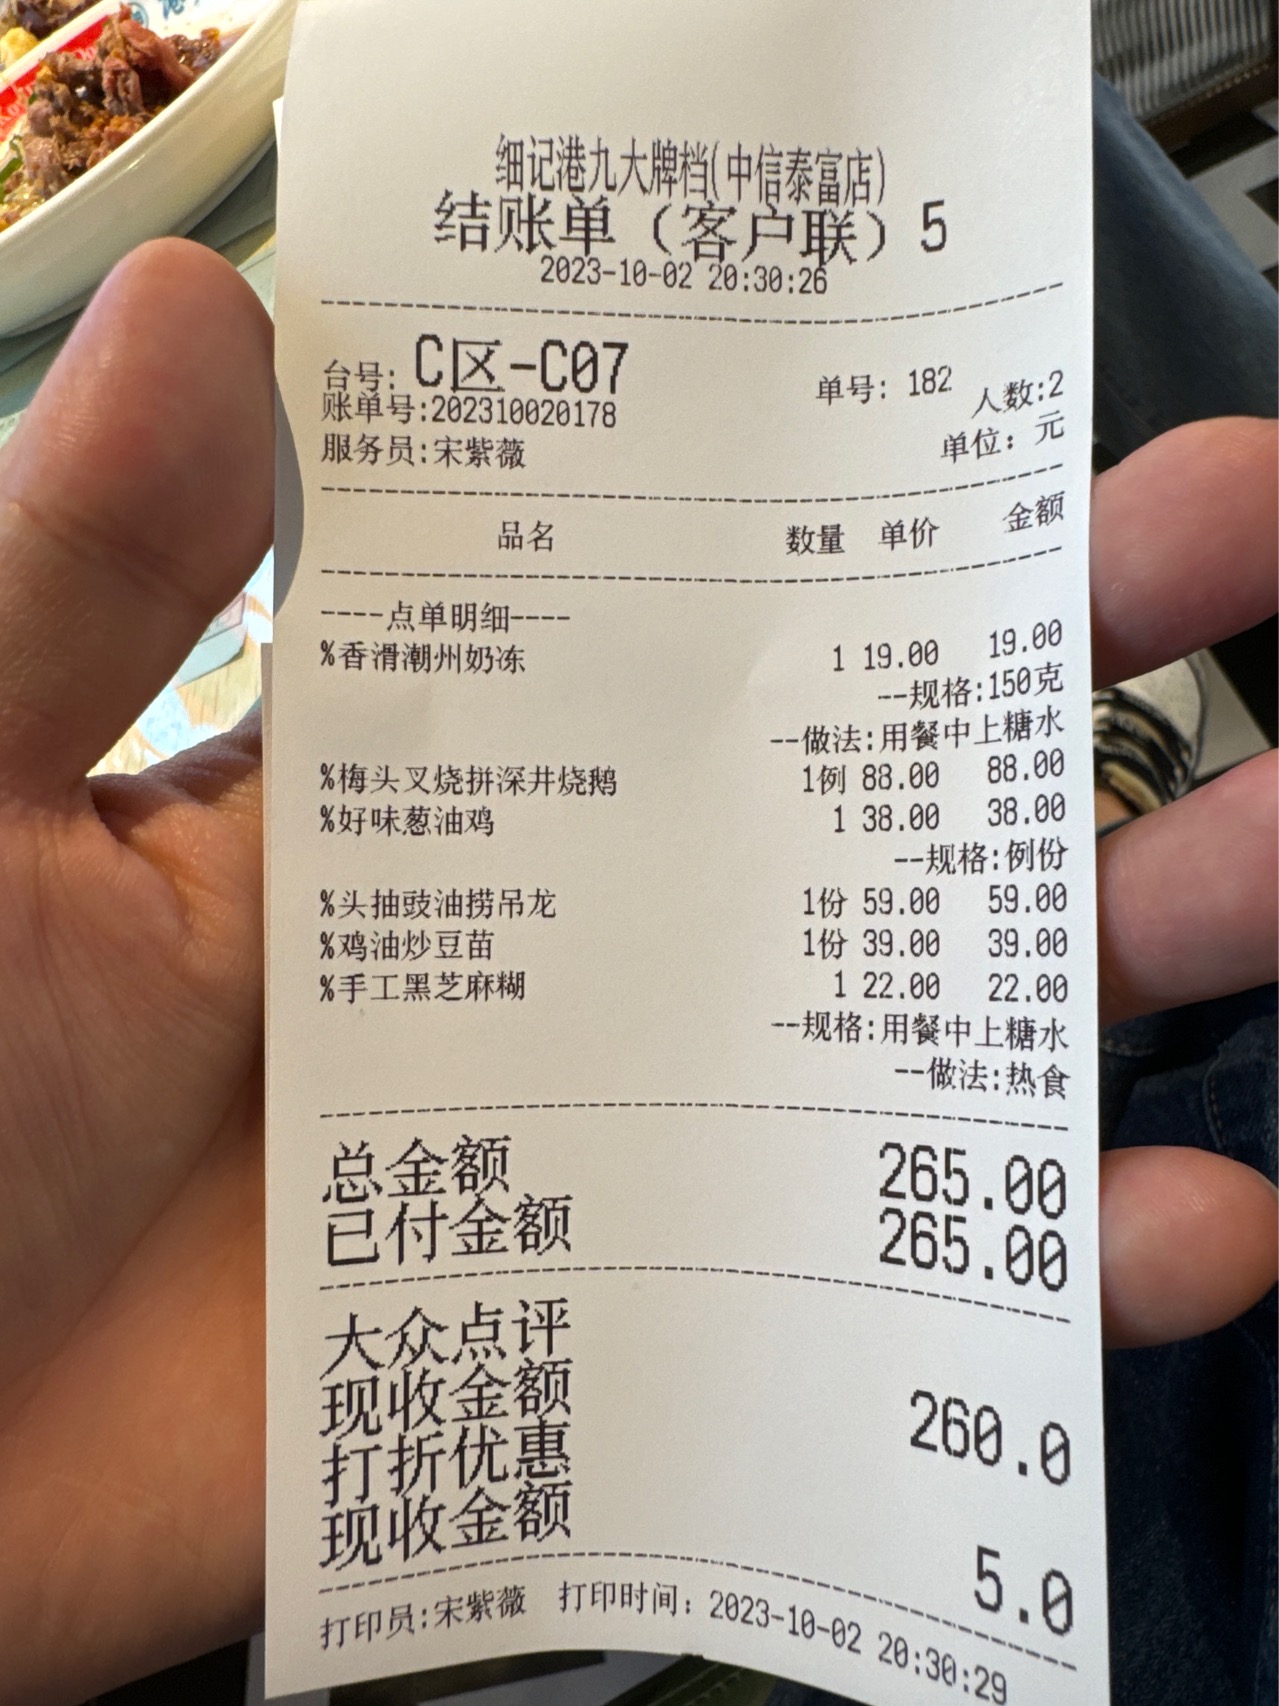 细记港九大牌档(中信泰富店)
结账单（客户联）5
2023-10-02 20:30:26
台号: C区-C07 单号: 182 人数:2
账单号:202310020178
服务员:宋紫薇 单位: 元
品名 数量 单价 金额
----点单明细----
%香滑潮州奶冻 1 19.00 19.00
--规格:150克
--做法:用餐中上糖水
%梅头叉烧拼深井烧鹅 1例 88.00 88.00
%好味葱油鸡 1 38.00 38.00
--规格:例份
%头抽豉油捞吊龙 1份 59.00 59.00
%鸡油炒豆苗 1份 39.00 39.00
%手工黑芝麻糊 1 22.00 22.00
--规格:用餐中上糖水
--做法:热食
总金额 265.00
已付金额 265.00
大众点评
现收金额 260.0
打折优惠
现收金额 5.0
打印员:宋紫薇 打印时间: 2023-10-02 20:30:29